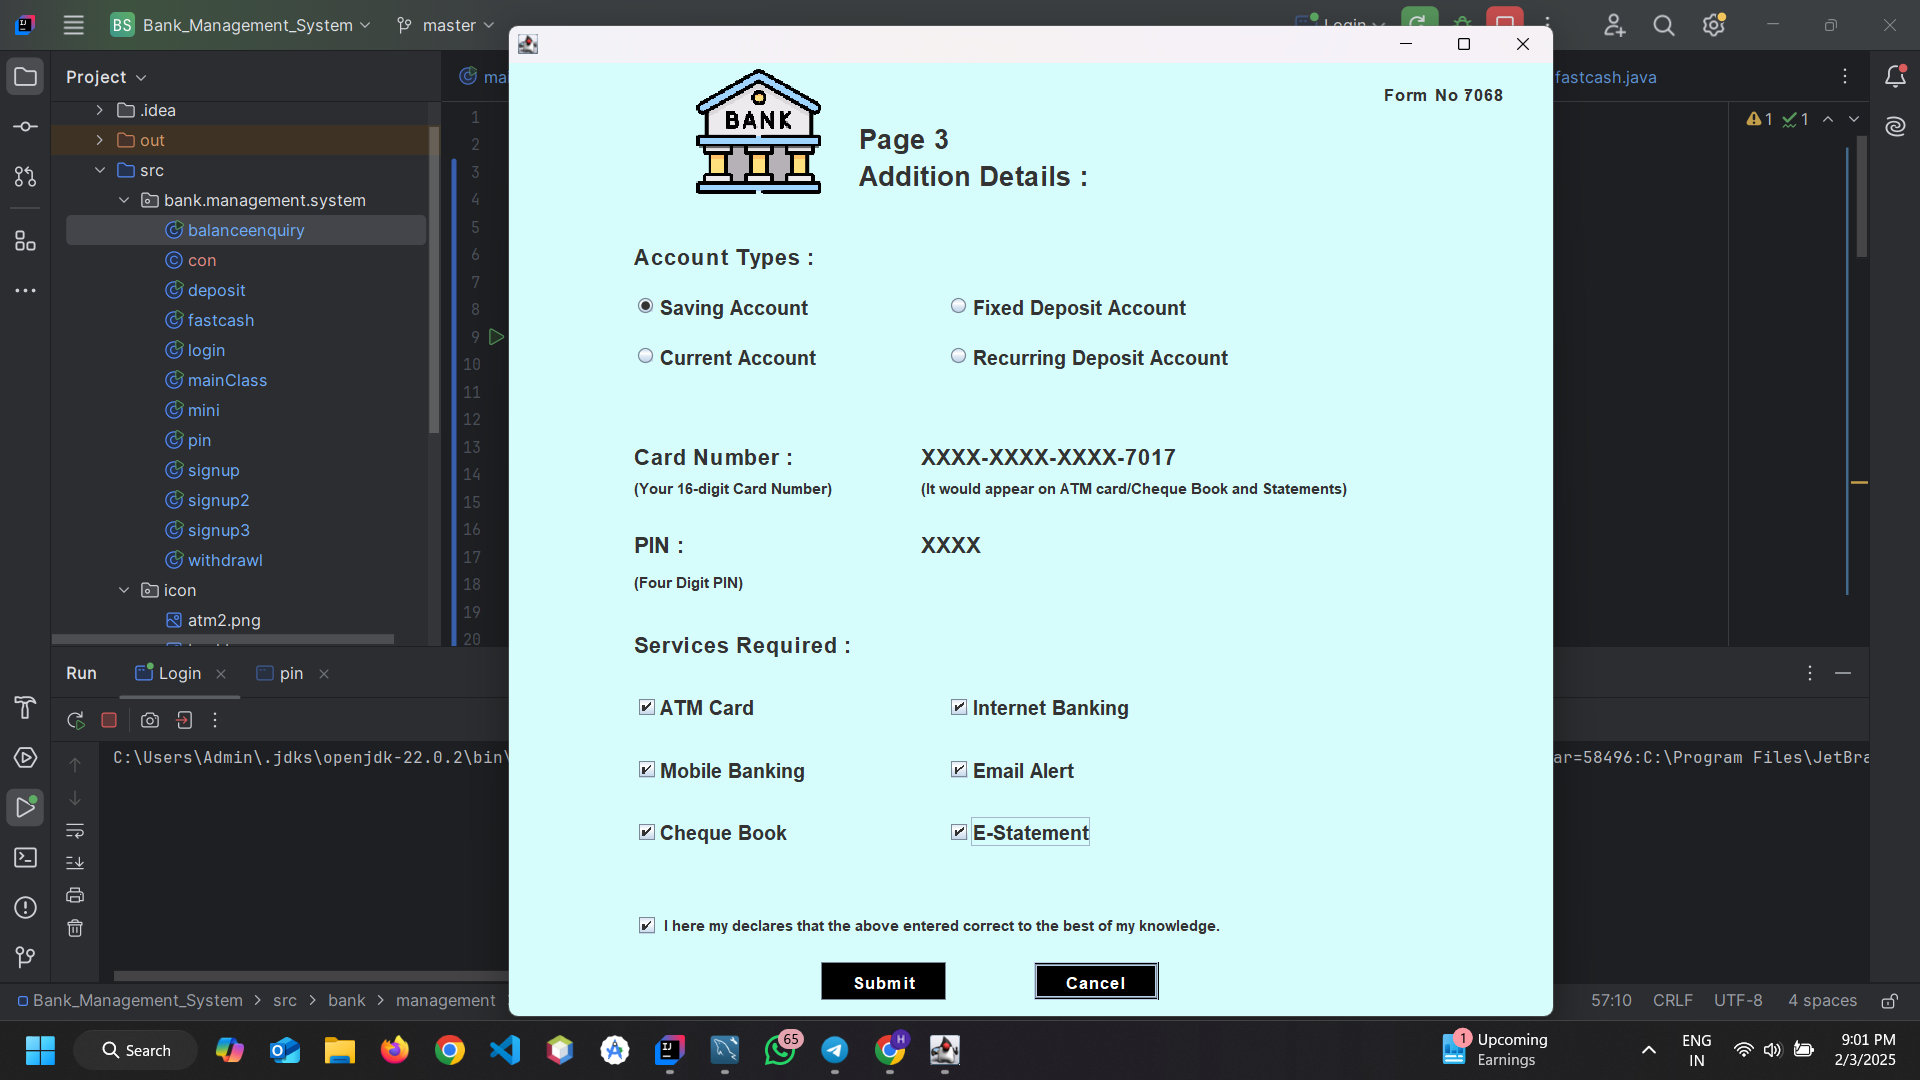 BS Bank_Management_System master Login
Project
.idea
out
src
bank.management.system
balanceenquiry
con
deposit
fastcash
login
mainClass
mini
pin
signup
signup2
signup3
withdrawl
icon
atm2.png
1
2
3
4
5
6
7
8
9
10
11
12
13
14
15
16
17
18
19
20
fastcash.java
1 1
BANK
Form No 7068
Page 3
Addition Details :
Account Types :
Saving Account Fixed Deposit Account
Current Account Recurring Deposit Account
Card Number : XXXX-XXXX-XXXX-7017
(Your 16-digit Card Number) (It would appear on ATM card/Cheque Book and Statements)
PIN : XXXX
(Four Digit PIN)
Services Required :
ATM Card Internet Banking
Mobile Banking Email Alert
Cheque Book E-Statement
I here my declares that the above entered correct to the best of my knowledge.
Submit Cancel
Run Login pin
C:\Users\Admin\.jdks\openjdk-22.0.2\bin\
ar=58496:C:\Program Files\JetBra
Bank_Management_System > src > bank > management
57:10 CRLF UTF-8 4 spaces
Search
65
H
1
Upcoming
Earnings
ENG
IN
9:01 PM
2/3/2025